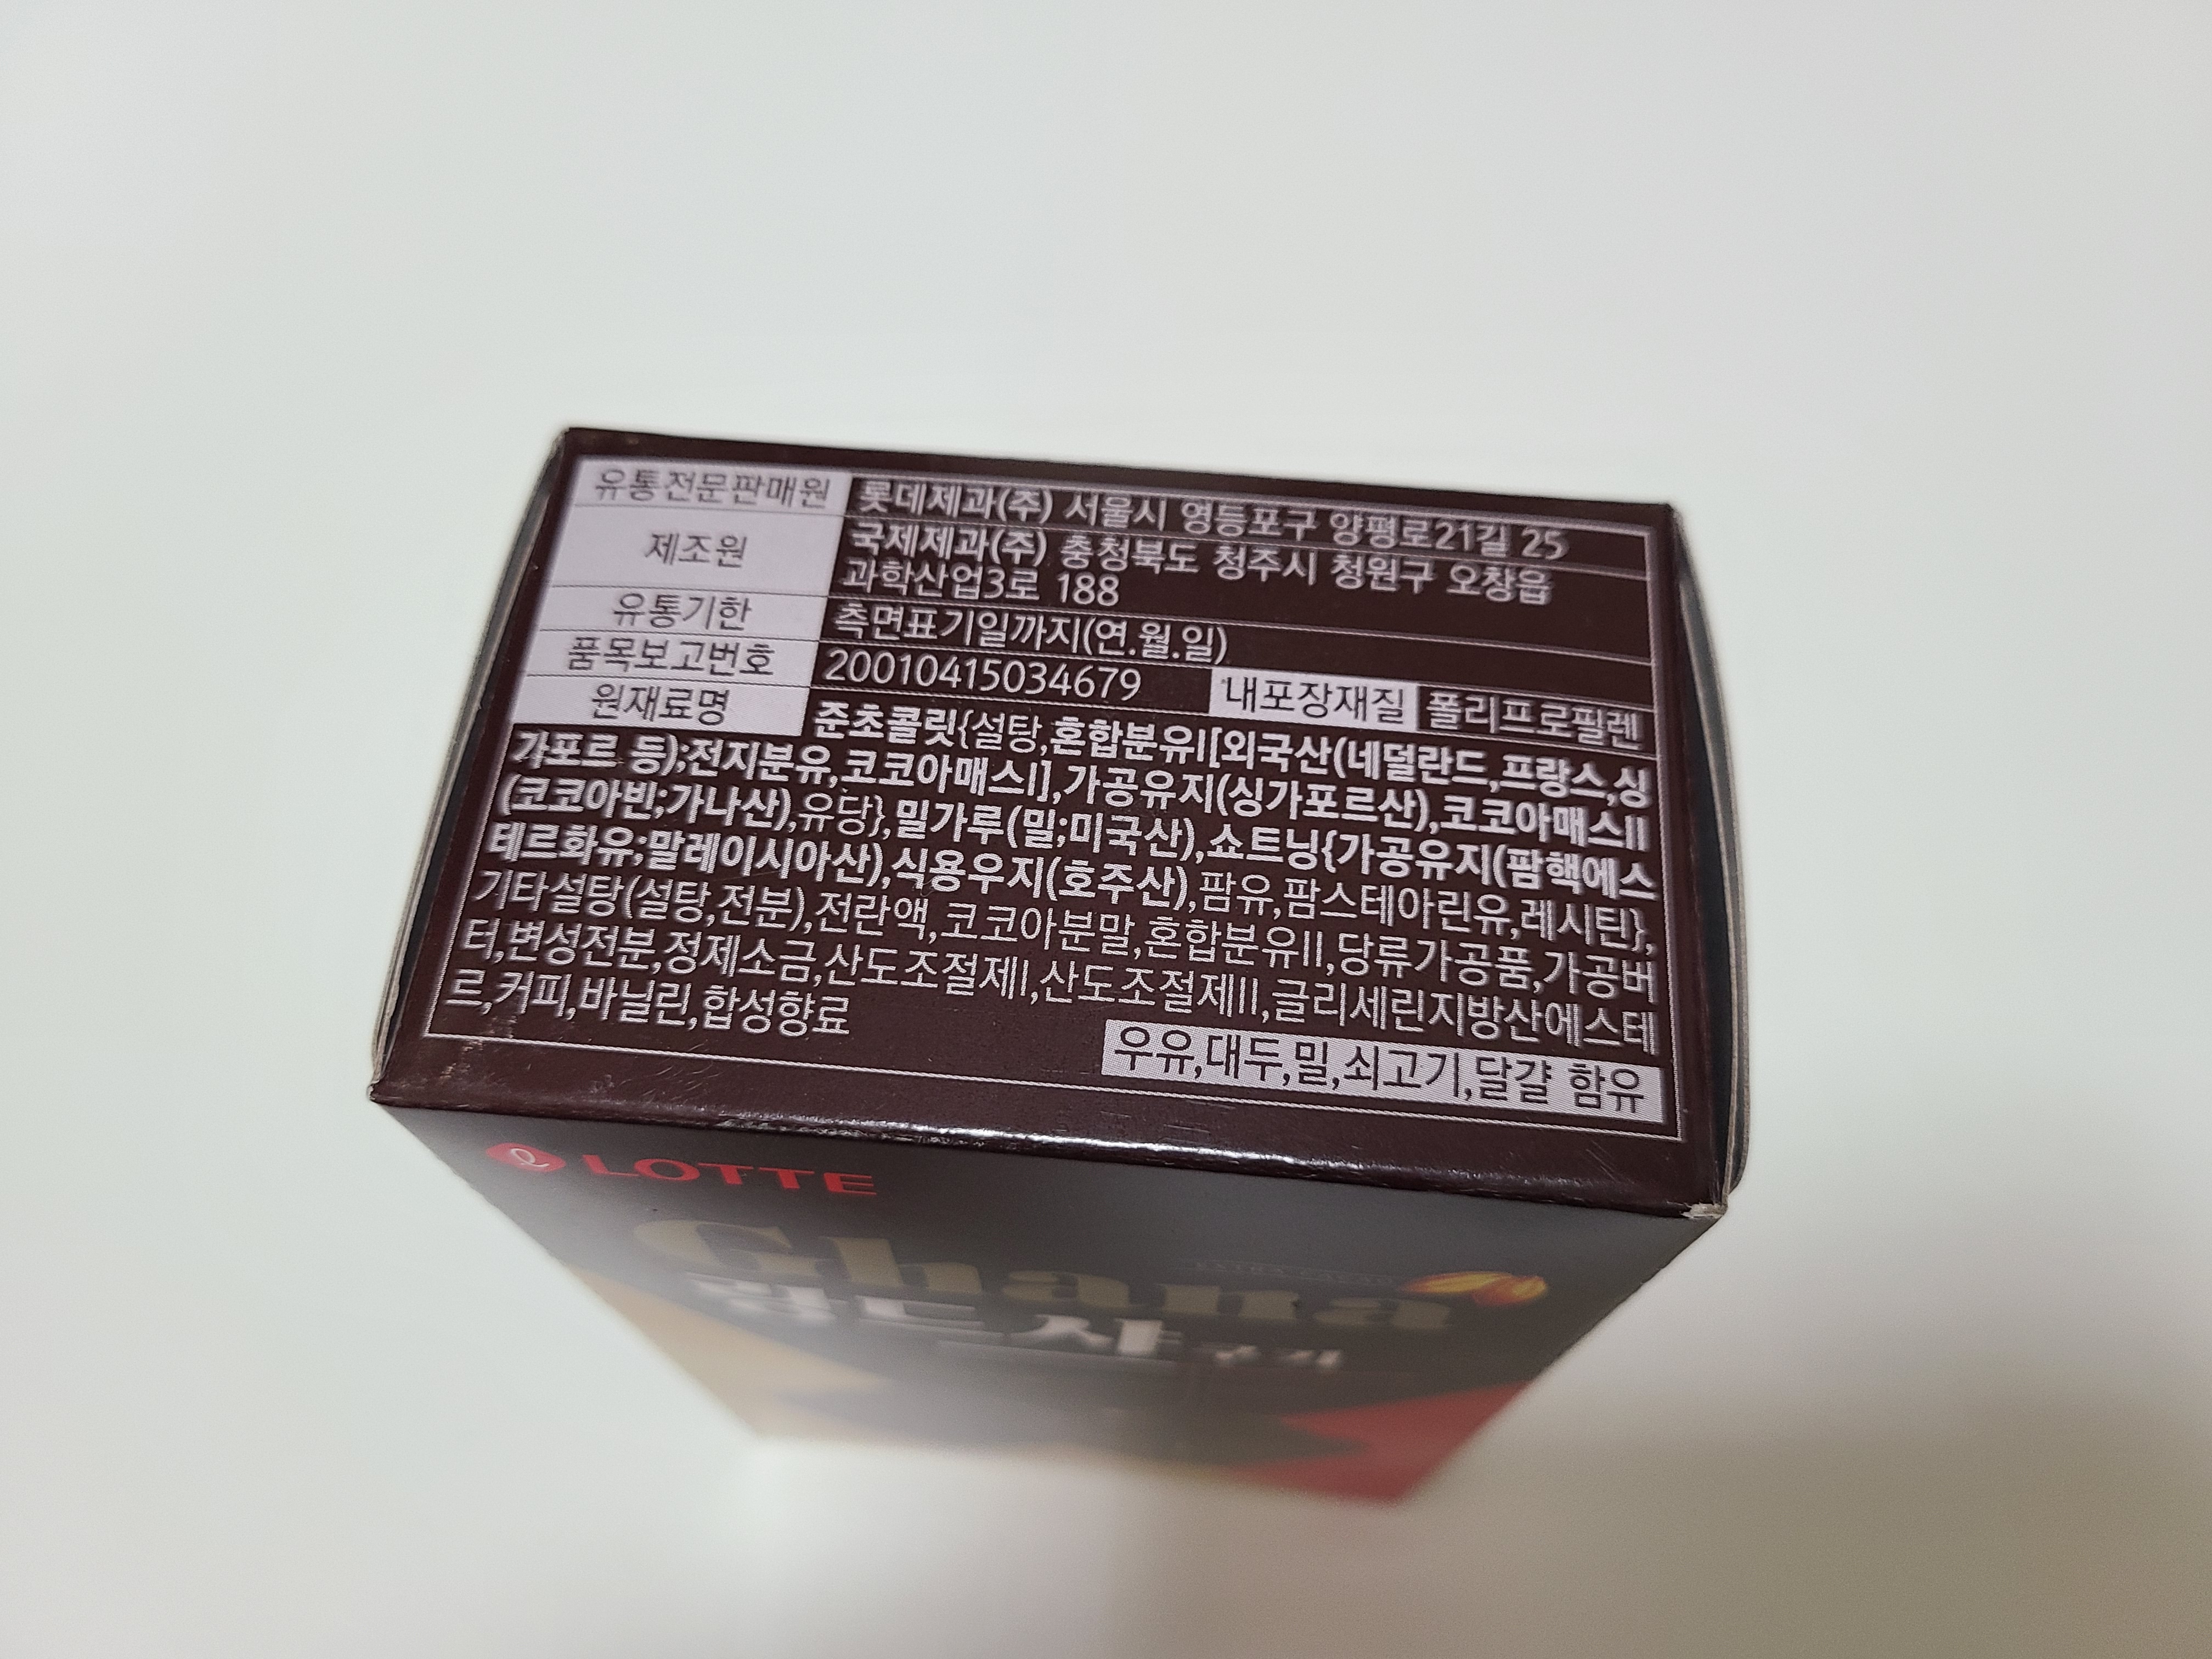 유통전문판매원 롯데제과(주) 서울시 영등포구 양평로21길 25
제조원 국제제과(주) 충청북도 청주시 청원구 오창읍
과학산업3로 188
유통기한 측면표기일까지(연.월.일)
품목보고번호 20010415034679 내포장재질 폴리프로필렌
원재료명 준초콜릿{설탕,혼합분유I[외국산(네덜란드,프랑스,싱
가포르 등);전지분유,코코아매스I],가공유지(싱가포르산),코코아매스II
(코코아빈;가나산),유당},밀가루(밀;미국산),쇼트닝{가공유지(팜핵에스
테르화유;말레이시아산),식용우지(호주산),팜유,팜스테아린유,레시틴},
기타설탕(설탕,전분),전란액,코코아분말,혼합분유II,당류가공품,가공버
터,변성전분,정제소금,산도조절제I,산도조절제II,글리세린지방산에스테
르,커피,바닐린,합성향료
우유,대두,밀,쇠고기,달걀 함유
LOTTE
Ghana